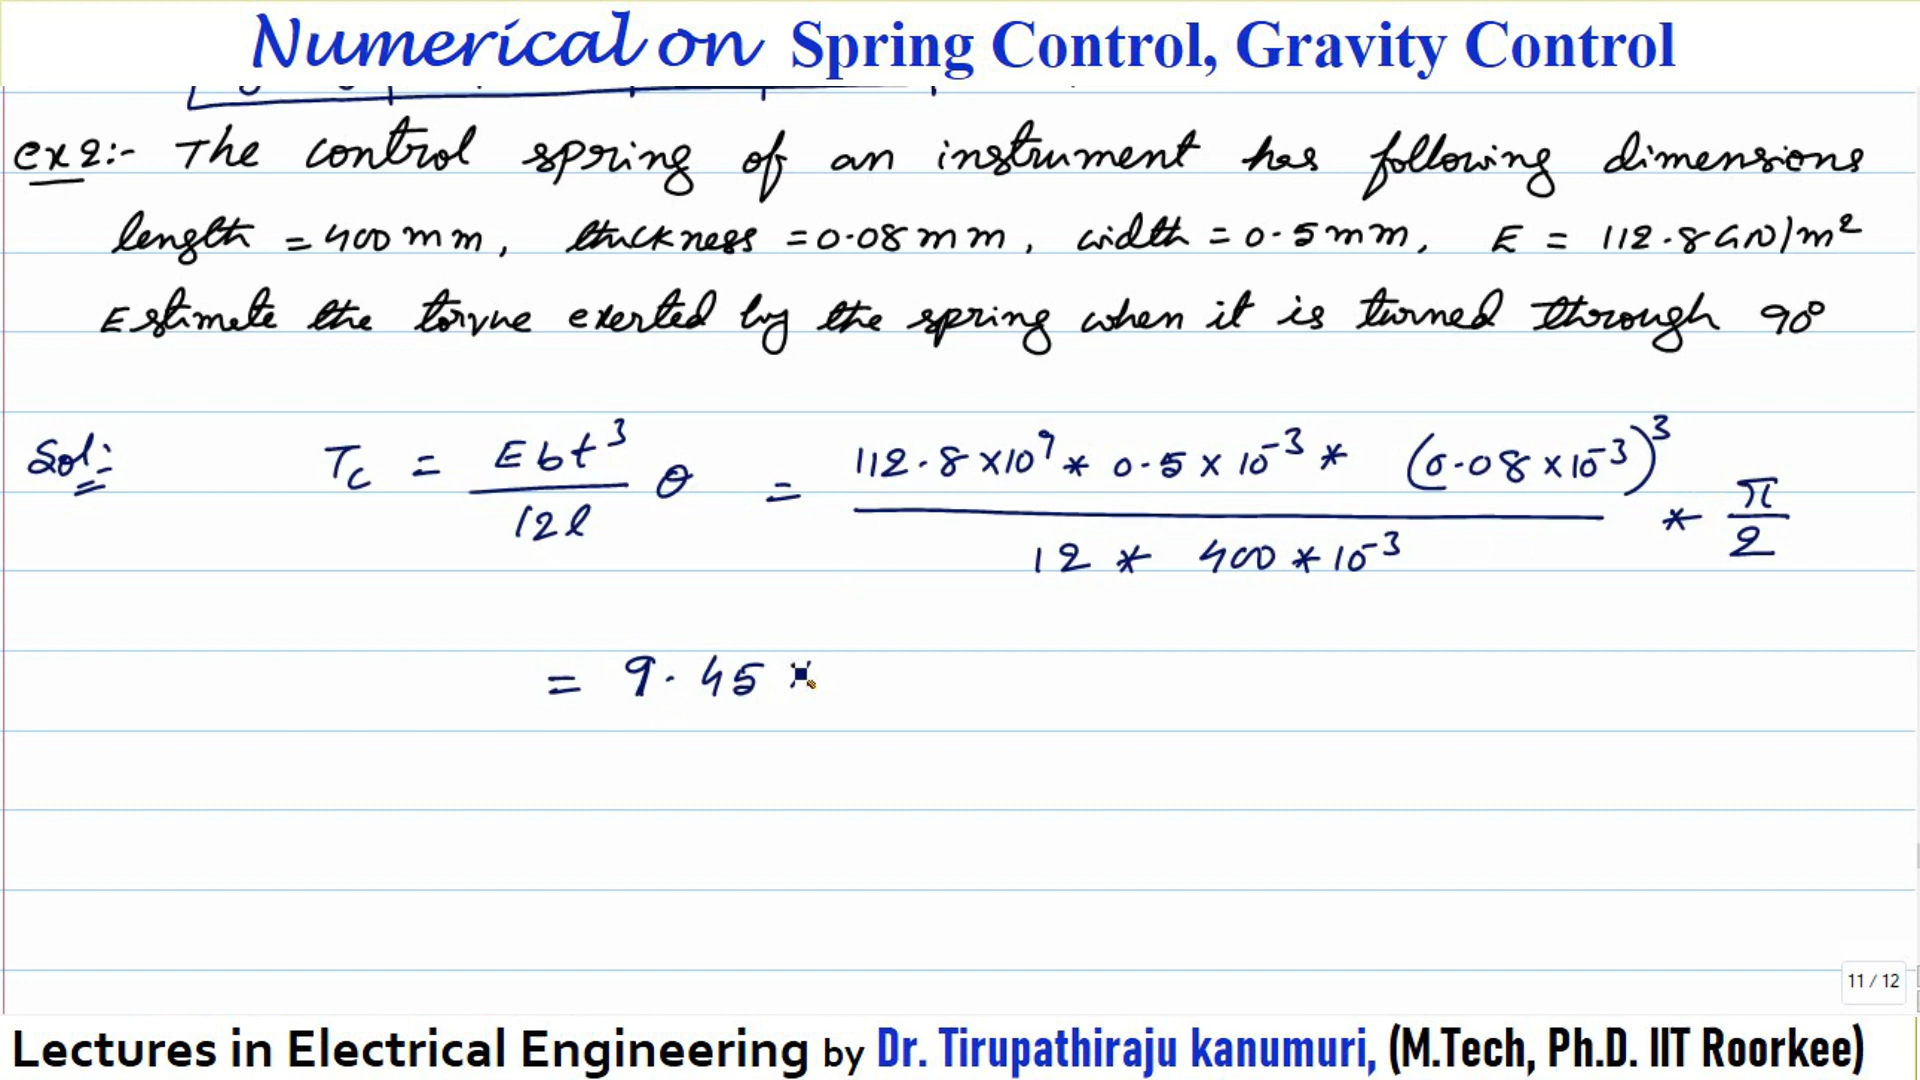 Numerical on Spring Control, Gravity Control
ex2:- The control spring of an instrument has following dimensions
length = 400 mm, thickness = 0.08 mm, width = 0.5 mm, E = 112.8 GN/m²
Estimate the torque exerted by the spring when it is turned through 90°
Sol:- Tc = Ebt³/12l θ = 112.8 ×10⁹ * 0.5 × 10⁻³ * (0.08 × 10⁻³)³ / 12 * 400 * 10⁻³ * π/2
= 9.45 ×
11 / 12
Lectures in Electrical Engineering by Dr. Tirupathiraju kanumuri, (M.Tech, Ph.D. IIT Roorkee)